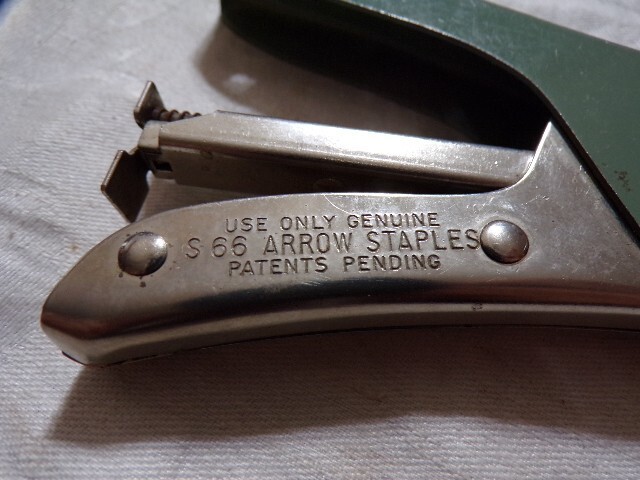 USE ONLY GENUINE
S 66 ARROW STAPLES
PATENTS PENDING